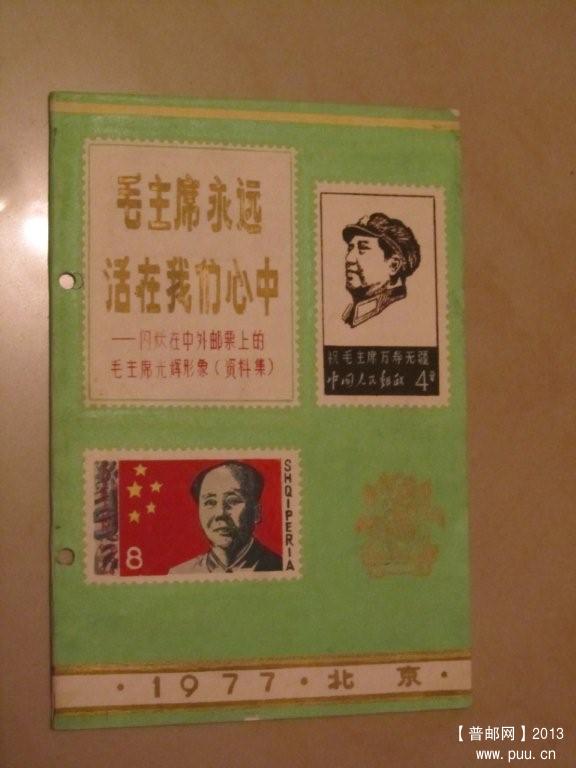 毛主席永远
活在我们心中
——闪烁在中外邮票上的
毛主席光辉形象（资料集）
祝毛主席万寿无疆
中国人民邮政 4分
8
SHQIPERIA
·1977·北京·
【普邮网】2013
www.puu.cn